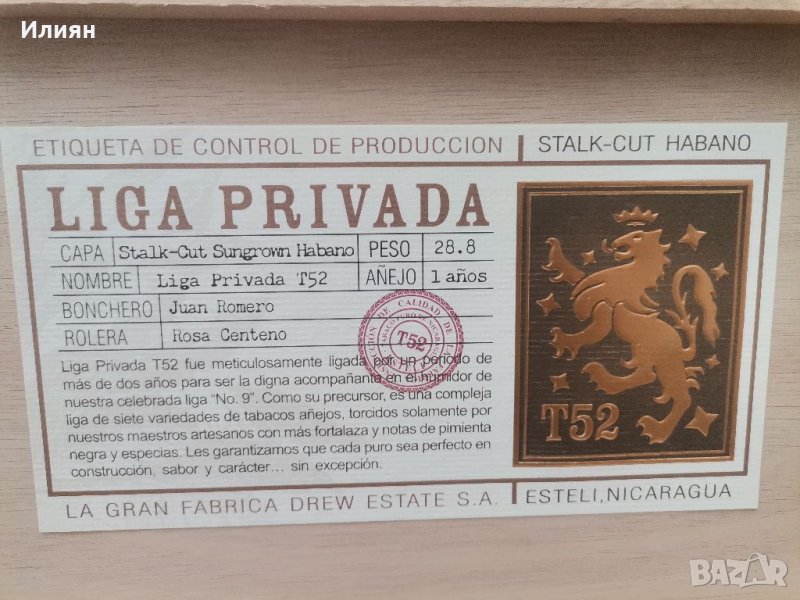 Илиян
ETIQUETA DE CONTROL DE PRODUCCION
STALK-CUT HABANO
LIGA PRIVADA
CAPA Stalk-Cut Sungrown Habano PESO 28.8
NOMBRE Liga Privada T52 AÑEJO 1 años
BONCHERO Juan Romero
ROLERA Rosa Centeno
Liga Privada T52 fue meticulosamente ligada por un periodo de
más de dos años para ser la digna acompañante en el humidor de
nuestra celebrada liga “No. 9”. Como su precursor, es una compleja
liga de siete variedades de tabacos añejos, torcidos solamente por
nuestros maestros artesanos con más fortaleza y notas de pimienta
negra y especias. Les garantizamos que cada puro sea perfecto en
construcción, sabor y carácter... sin excepción.
T52
DE CALIDAD DE
T52
LA GRAN FABRICA DREW ESTATE S.A.
ESTELI, NICARAGUA
BAZAR